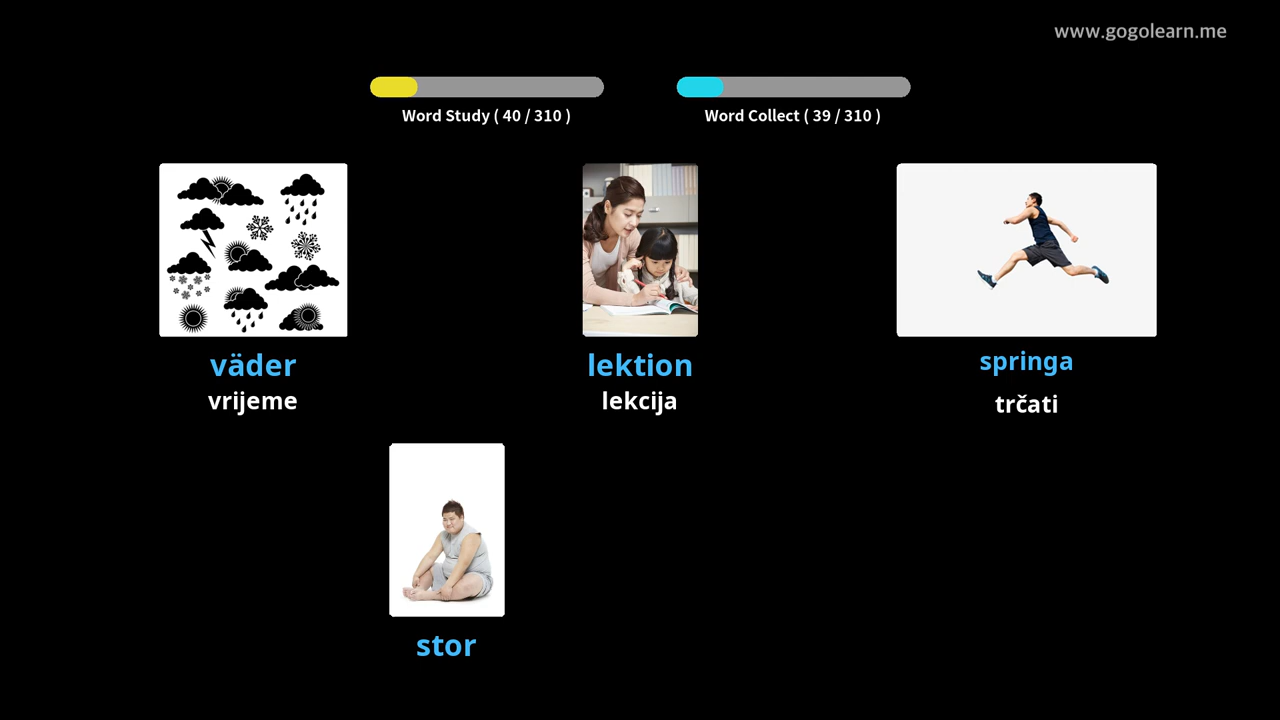 www.gogolearn.me
Word Study ( 40 / 310 )
Word Collect ( 39 / 310 )
väder
vrijeme
lektion
lekcija
springa
trčati
stor